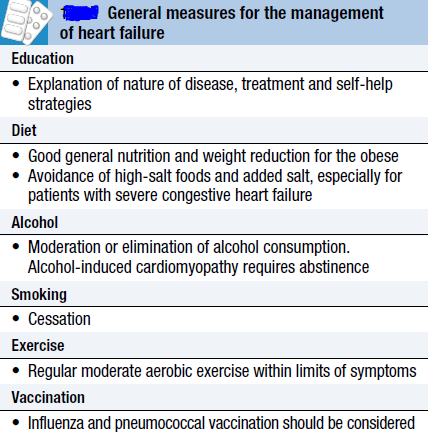 General measures for the management
of heart failure
Education
• Explanation of nature of disease, treatment and self-help
strategies
Diet
• Good general nutrition and weight reduction for the obese
• Avoidance of high-salt foods and added salt, especially for
patients with severe congestive heart failure
Alcohol
• Moderation or elimination of alcohol consumption.
Alcohol-induced cardiomyopathy requires abstinence
Smoking
• Cessation
Exercise
• Regular moderate aerobic exercise within limits of symptoms
Vaccination
• Influenza and pneumococcal vaccination should be considered